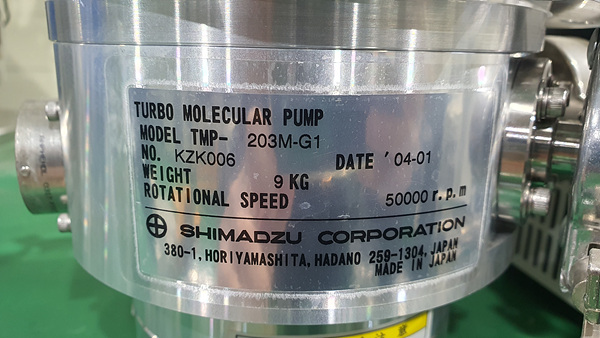 TURBO MOLECULAR PUMP
MODEL TMP- 203M-G1
NO. KZK006 DATE '04-01
WEIGHT 9 KG
ROTATIONAL SPEED 50000 r.p.m
SHIMADZU CORPORATION
380-1, HORIYAMASHITA, HADANO 259-1304, JAPAN
MADE IN JAPAN